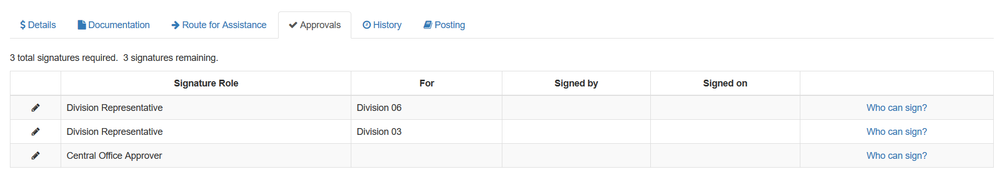 Details Documentation Route for Assistance Approvals History Posting
3 total signatures required. 3 signatures remaining.
Signature Role For Signed by Signed on
Division Representative Division 06 Who can sign?
Division Representative Division 03 Who can sign?
Central Office Approver Who can sign?